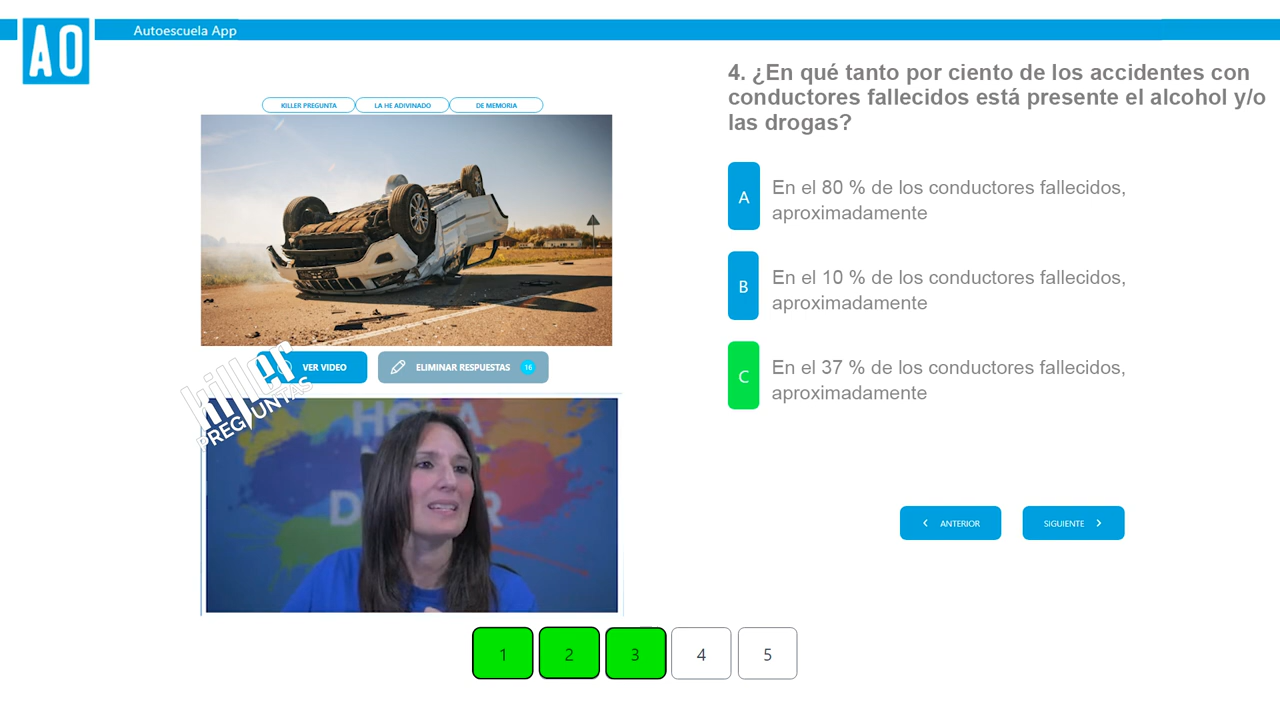 AO
Autoescuela App
KILLER PREGUNTA
LA HE ADIVINADO
DE MEMORIA
4. ¿En qué tanto por ciento de los accidentes con
conductores fallecidos está presente el alcohol y/o
las drogas?
A
En el 80 % de los conductores fallecidos,
aproximadamente
B
En el 10 % de los conductores fallecidos,
aproximadamente
C
En el 37 % de los conductores fallecidos,
aproximadamente
VER VIDEO
ELIMINAR RESPUESTAS
16
killer
PREGUNTAS
HOLA
ANTERIOR
SIGUIENTE
1
2
3
4
5